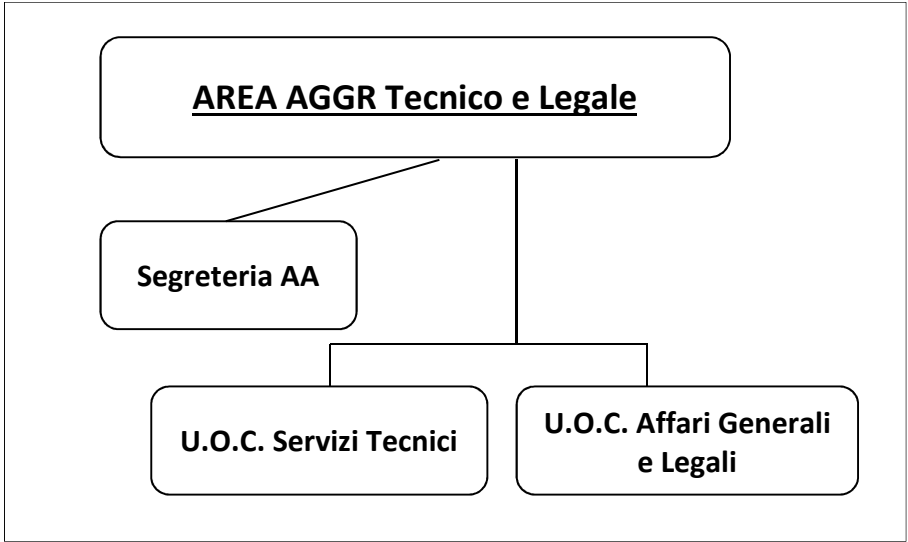 AREA AGGR Tecnico e Legale
Segreteria AA
U.O.C. Servizi Tecnici
U.O.C. Affari Generali
e Legali